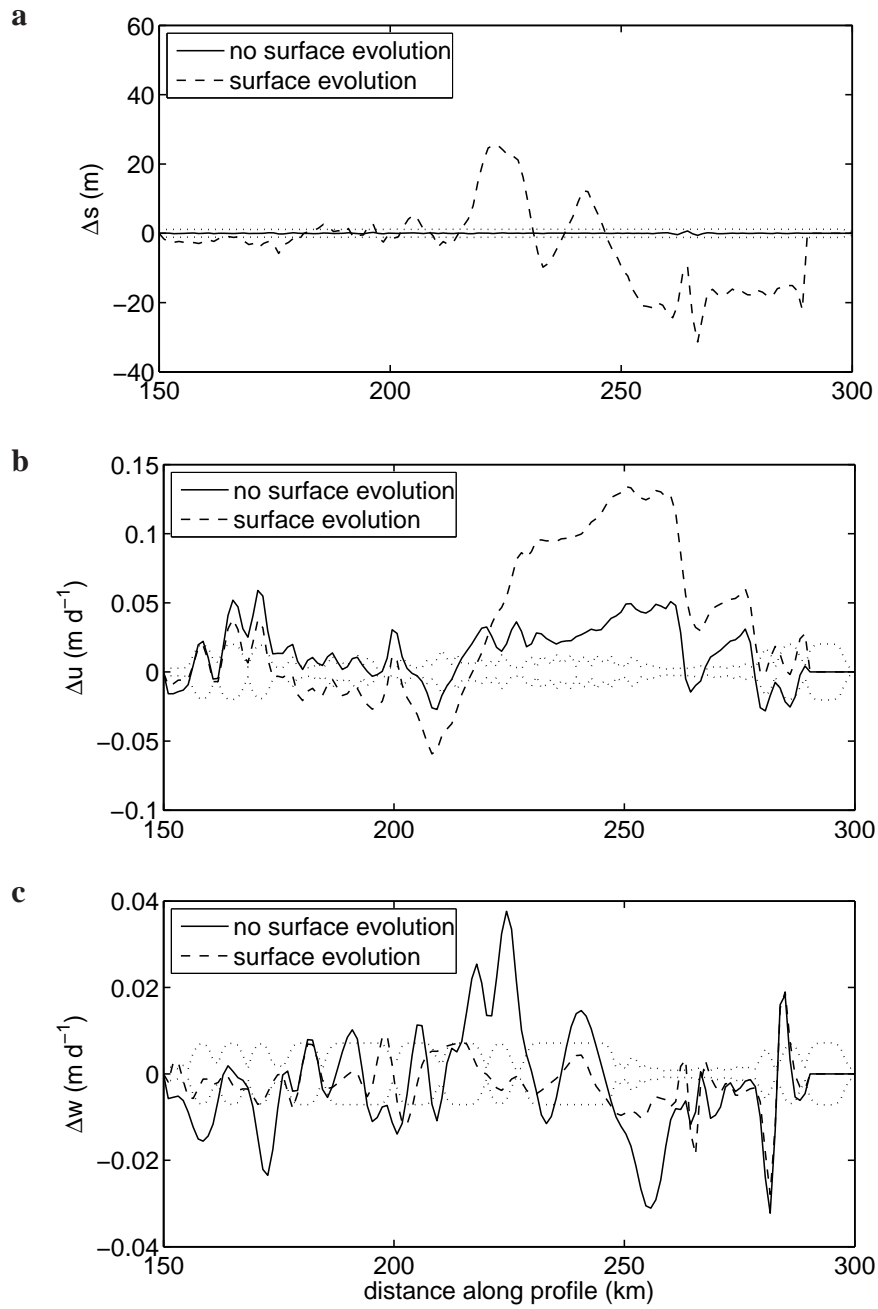 a
60
40
20
0
−20
−40
Δs (m)
no surface evolution
surface evolution
150
200
250
300
b
0.15
0.1
0.05
0
−0.05
−0.1
Δu (m d⁻¹)
no surface evolution
surface evolution
150
200
250
300
c
0.04
0.02
0
−0.02
−0.04
Δw (m d⁻¹)
no surface evolution
surface evolution
150
200
250
300
distance along profile (km)